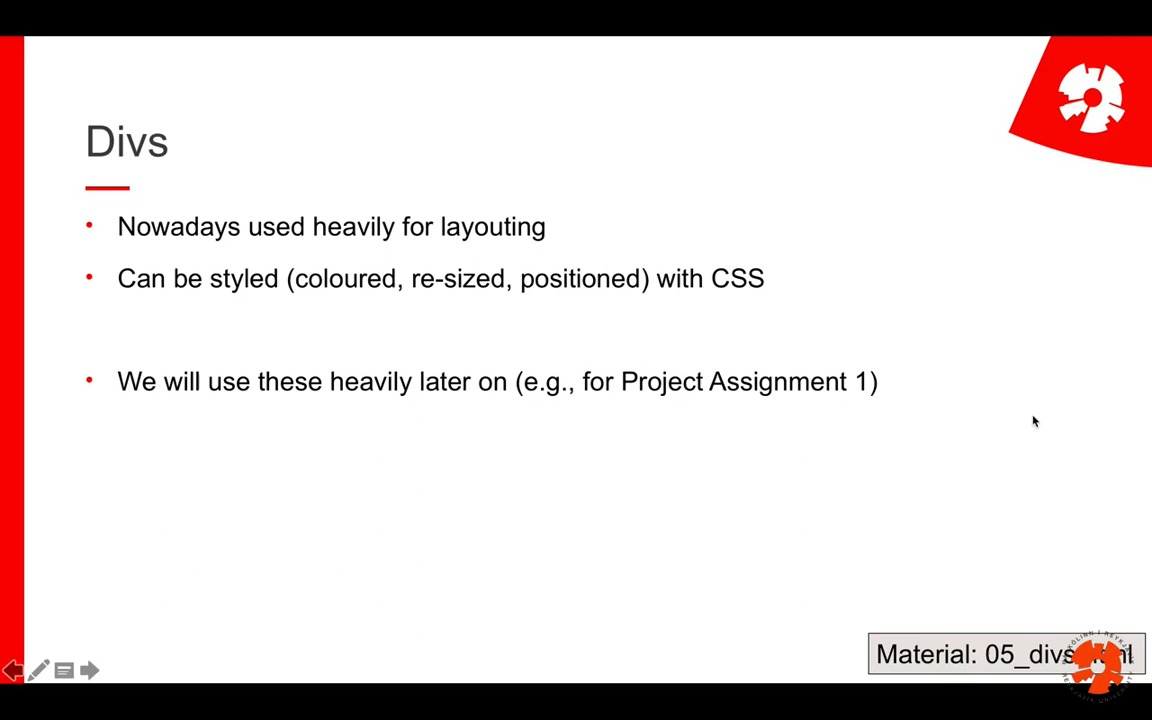 Divs
• Nowadays used heavily for layouting
• Can be styled (coloured, re-sized, positioned) with CSS
• We will use these heavily later on (e.g., for Project Assignment 1)
Material: 05_divs